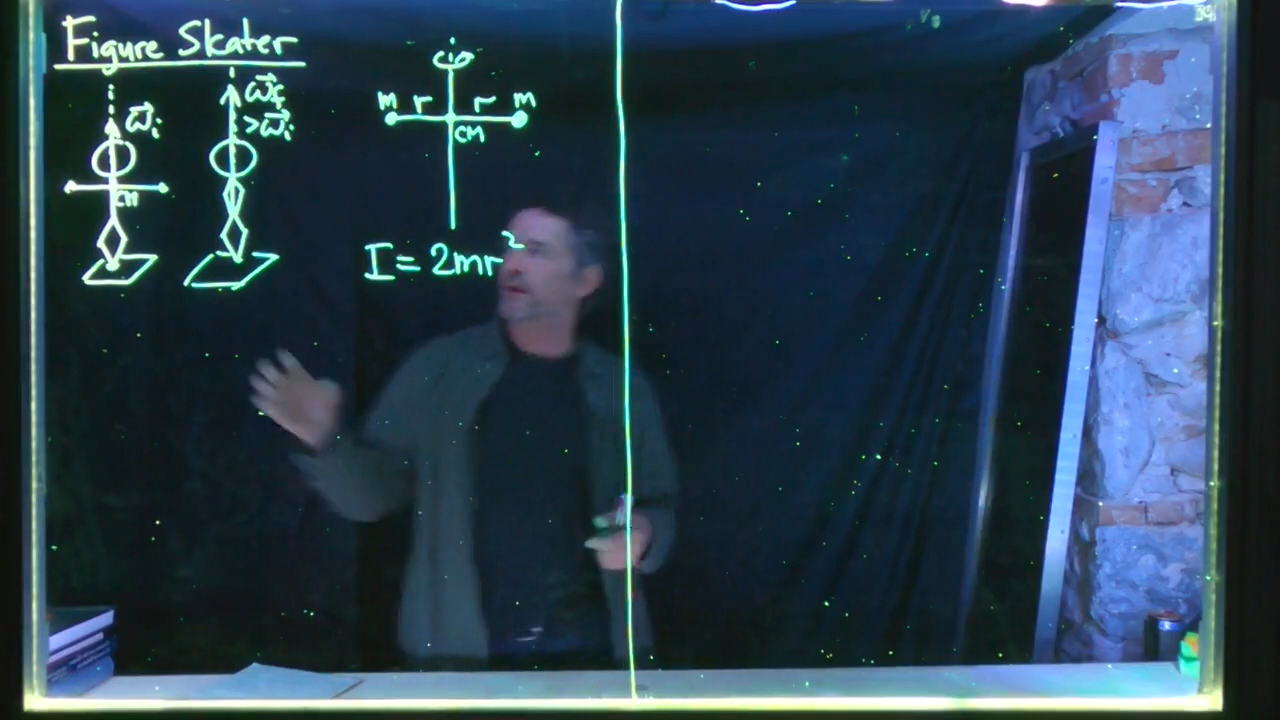 Figure Skater
ω⃗i
CM
ω⃗f
>ω⃗i
m r r m
CM
I = 2mr²